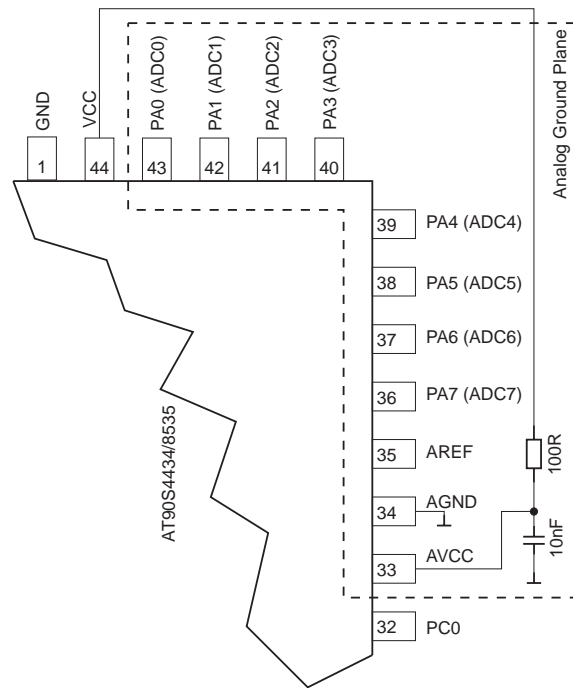 GND
VCC
PA0 (ADC0)
PA1 (ADC1)
PA2 (ADC2)
PA3 (ADC3)
Analog Ground Plane
1
44
43
42
41
40
39
PA4 (ADC4)
38
PA5 (ADC5)
37
PA6 (ADC6)
36
PA7 (ADC7)
35
AREF
100R
34
AGND
10nF
33
AVCC
32
PC0
AT90S4434/8535